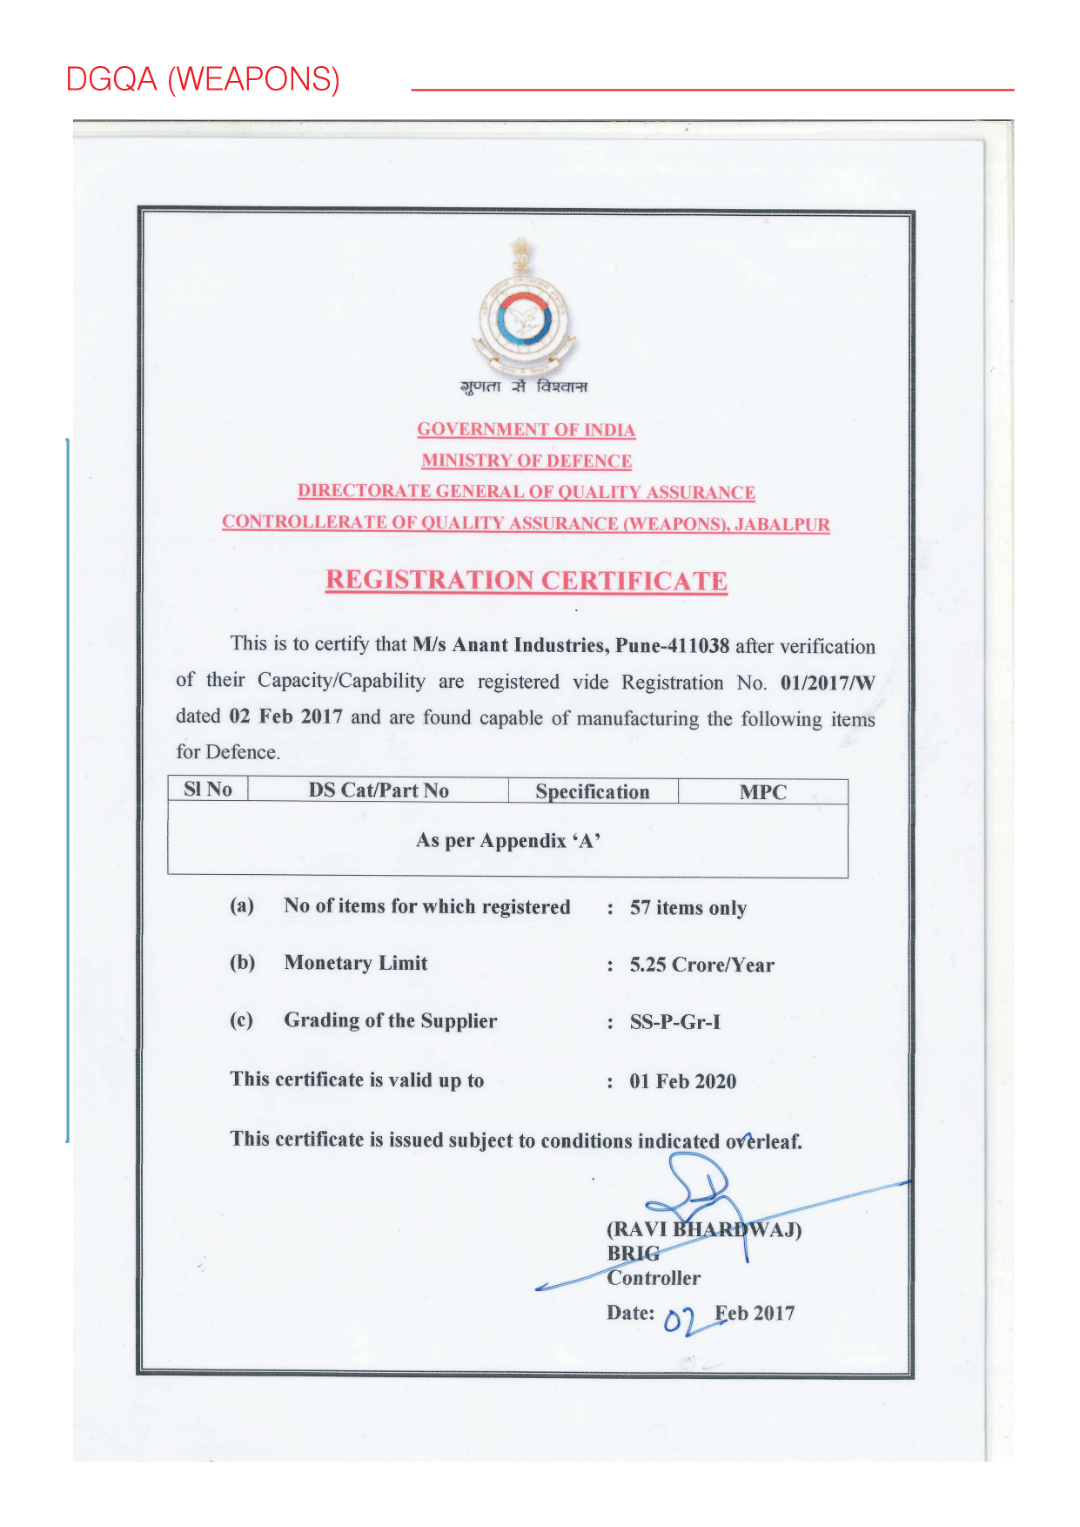 DGQA (WEAPONS)
गुणता से विश्वास
GOVERNMENT OF INDIA
MINISTRY OF DEFENCE
DIRECTORATE GENERAL OF QUALITY ASSURANCE
CONTROLLERATE OF QUALITY ASSURANCE (WEAPONS), JABALPUR
REGISTRATION CERTIFICATE
This is to certify that M/s Anant Industries, Pune-411038 after verification
of their Capacity/Capability are registered vide Registration No. 01/2017/W
dated 02 Feb 2017 and are found capable of manufacturing the following items
for Defence.
Sl No DS Cat/Part No Specification MPC
As per Appendix ‘A’
(a) No of items for which registered : 57 items only
(b) Monetary Limit : 5.25 Crore/Year
(c) Grading of the Supplier : SS-P-Gr-I
This certificate is valid up to : 01 Feb 2020
This certificate is issued subject to conditions indicated overleaf.
(RAVI BHARDWAJ)
BRIG
Controller
Date: 02 Feb 2017